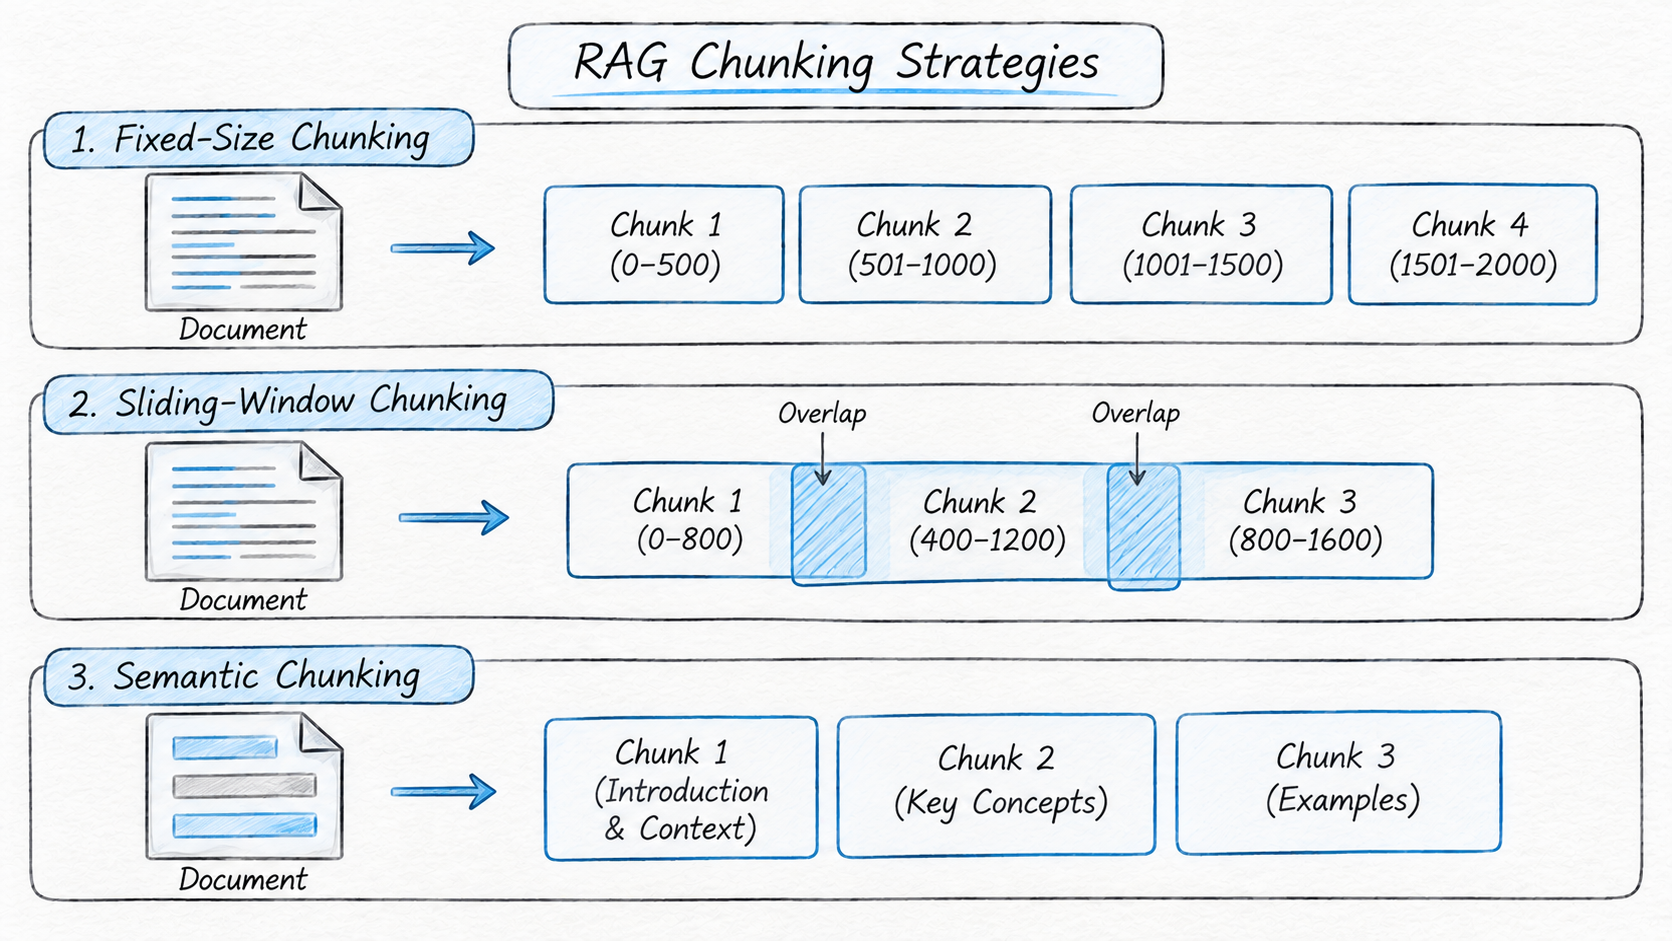 RAG Chunking Strategies
1. Fixed-Size Chunking
Document
Chunk 1
(0-500)
Chunk 2
(501-1000)
Chunk 3
(1001-1500)
Chunk 4
(1501-2000)
2. Sliding-Window Chunking
Document
Overlap
Overlap
Chunk 1
(0-800)
Chunk 2
(400-1200)
Chunk 3
(800-1600)
3. Semantic Chunking
Document
Chunk 1
(Introduction
& Context)
Chunk 2
(Key Concepts)
Chunk 3
(Examples)